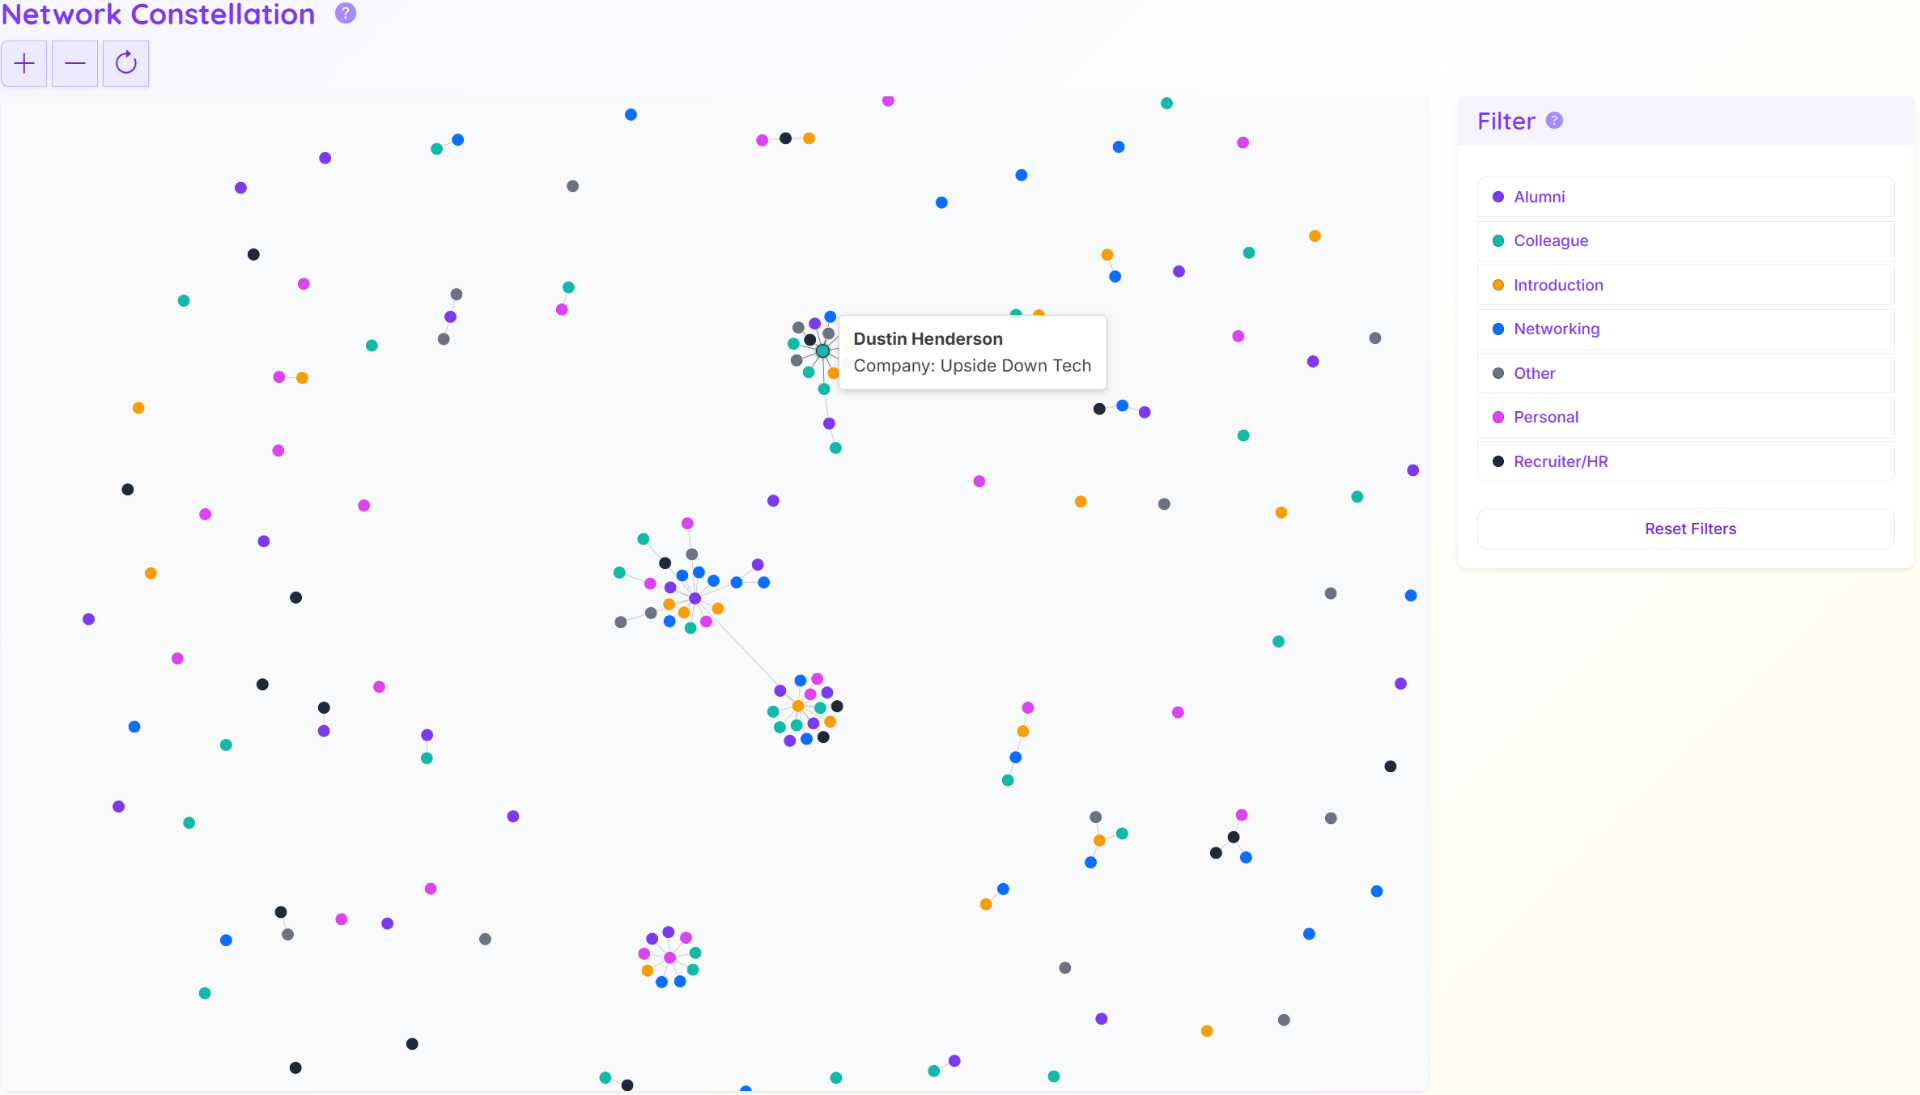 Network Constellation ?
Filter ?
Alumni
Colleague
Introduction
Networking
Other
Personal
Recruiter/HR
Reset Filters
Dustin Henderson
Company: Upside Down Tech